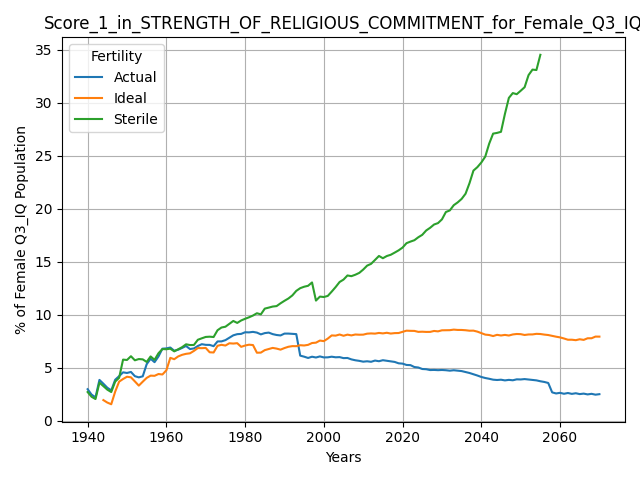 Score_1_in_STRENGTH_OF_RELIGIOUS_COMMITMENT_for_Female_Q3_IQ
Fertility
Actual
Ideal
Sterile
% of Female Q3_IQ Population
35
30
25
20
15
10
5
0
1940 1960 1980 2000 2020 2040 2060
Years